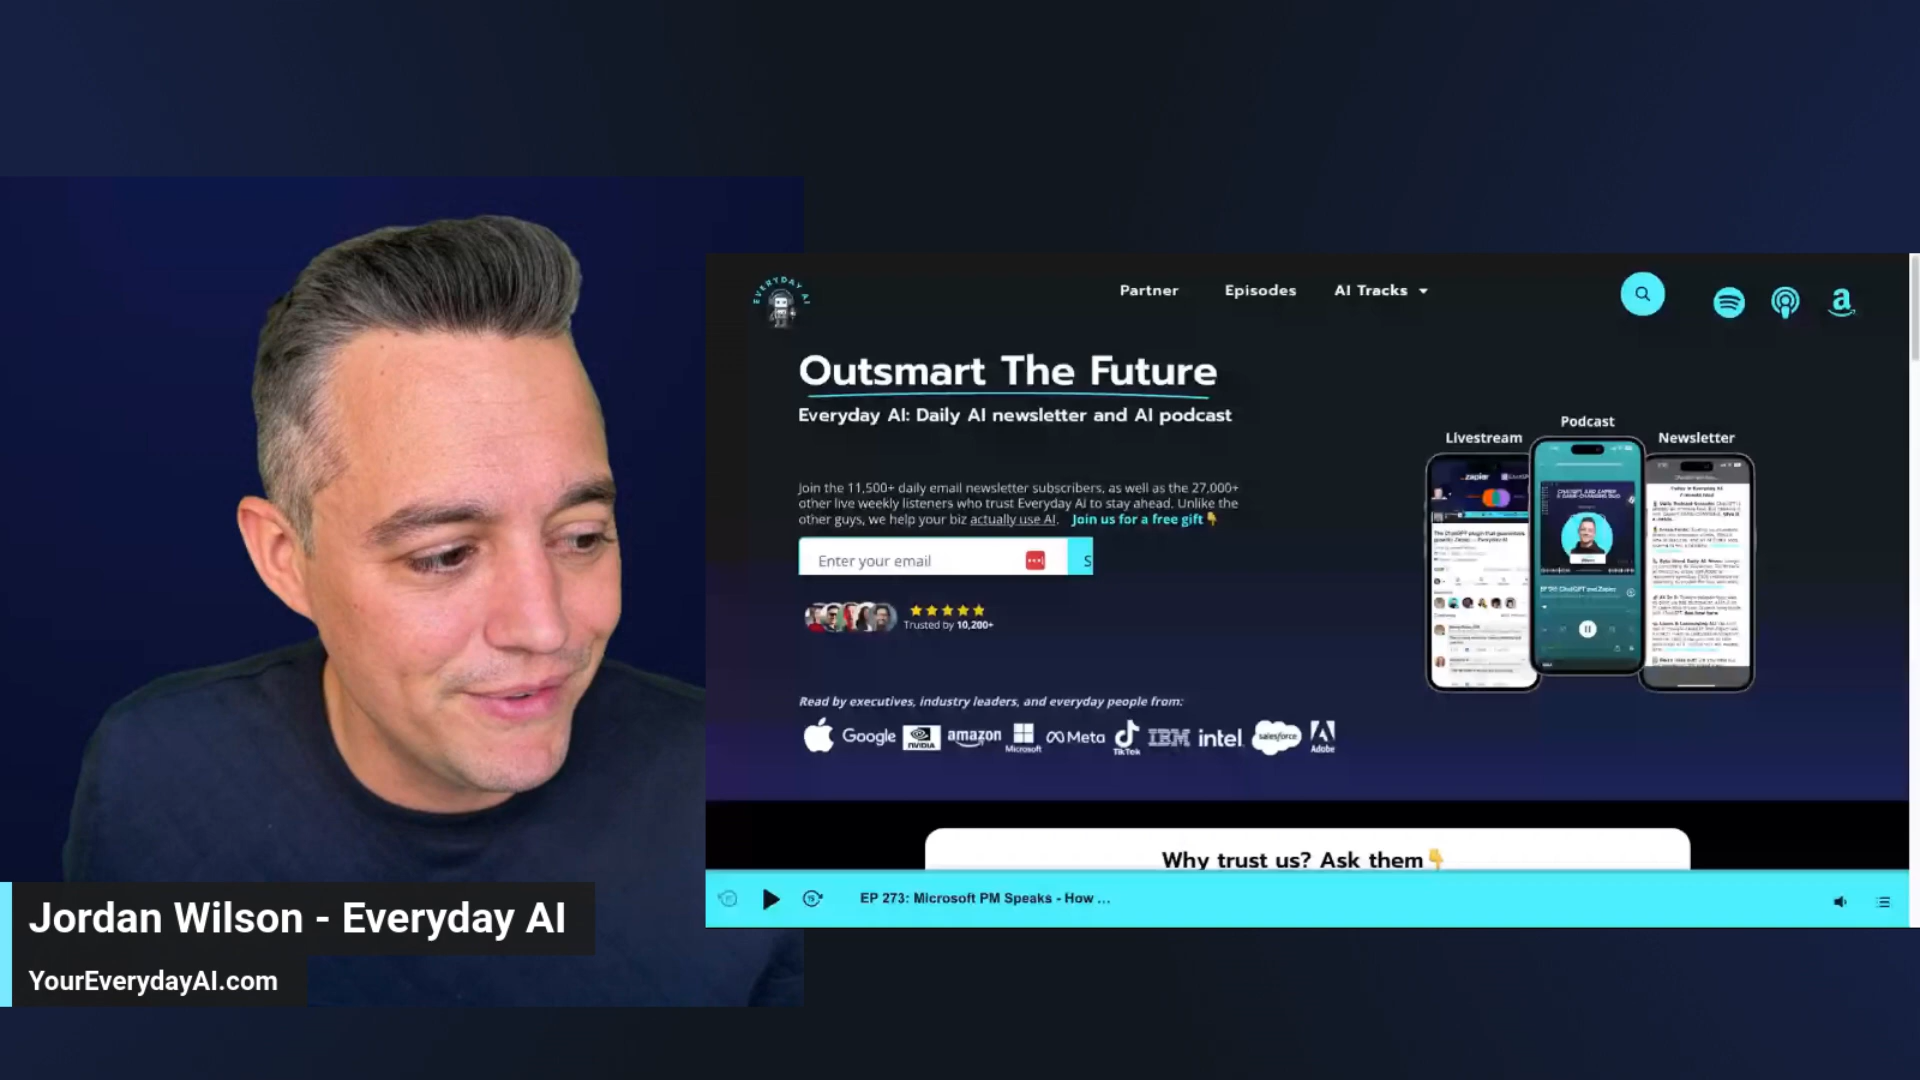 EVERYDAY AI
Partner
Episodes
AI Tracks
Outsmart The Future
Everyday AI: Daily AI newsletter and AI podcast
Join the 11,500+ daily email newsletter subscribers, as well as the 27,000+
other live weekly listeners who trust Everyday AI to stay ahead. Unlike the
other guys, we help your biz actually use AI. Join us for a free gift👇
Enter your email
S
Trusted by 10,200+
Livestream
Podcast
Newsletter
zapier
Read by executives, industry leaders, and everyday people from:
Google NVIDIA amazon Microsoft Meta TikTok IBM intel salesforce Adobe
Why trust us? Ask them👇
EP 273: Microsoft PM Speaks - How ...
Jordan Wilson - Everyday AI
YourEverydayAI.com